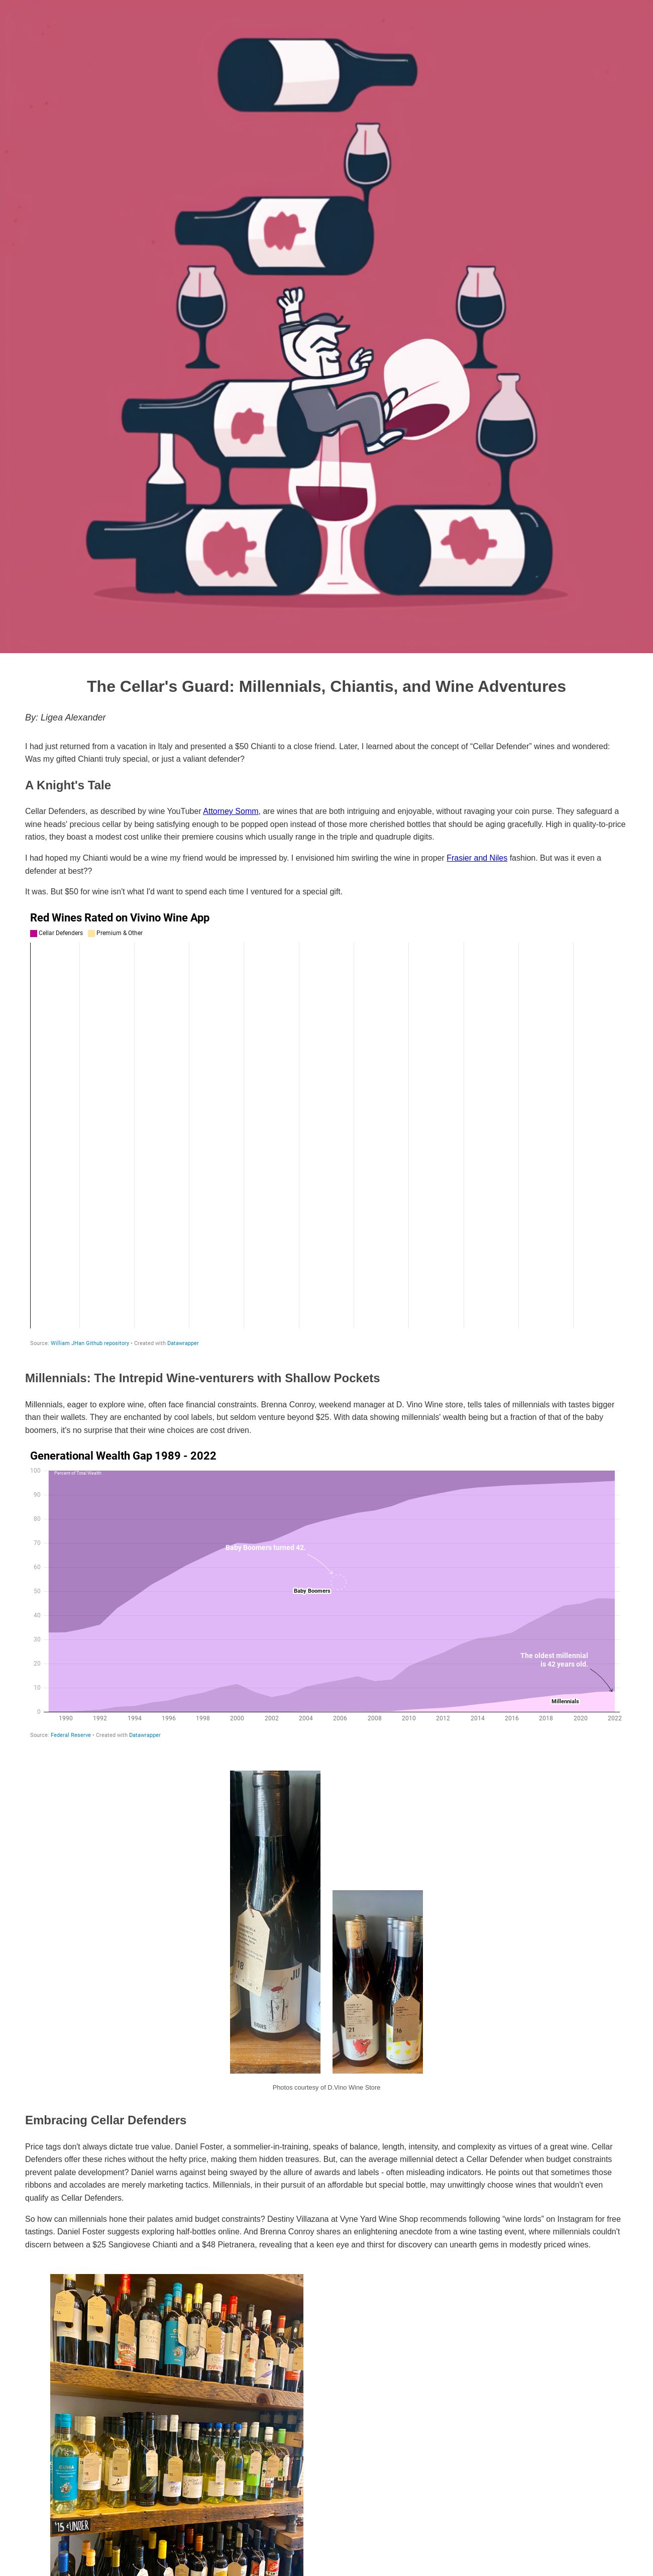 The Cellar's Guard: Millennials, Chiantis, and Wine Adventures
By: Ligea Alexander
I had just returned from a vacation in Italy and presented a $50 Chianti to a close friend. Later, I learned about the concept of “Cellar Defender” wines and wondered:
Was my gifted Chianti truly special, or just a valiant defender?
A Knight's Tale
Cellar Defenders, as described by wine YouTuber Attorney Somm, are wines that are both intriguing and enjoyable, without ravaging your coin purse. They safeguard a
wine heads' precious cellar by being satisfying enough to be popped open instead of those more cherished bottles that should be aging gracefully. High in quality-to-price
ratios, they boast a modest cost unlike their premiere cousins which usually range in the triple and quadruple digits.
I had hoped my Chianti would be a wine my friend would be impressed by. I envisioned him swirling the wine in proper Frasier and Niles fashion. But was it even a
defender at best??
It was. But $50 for wine isn't what I'd want to spend each time I ventured for a special gift.
Red Wines Rated on Vivino Wine App
Cellar Defenders Premium & Other
Source: William JHan Github repository • Created with Datawrapper
Millennials: The Intrepid Wine-venturers with Shallow Pockets
Millennials, eager to explore wine, often face financial constraints. Brenna Conroy, weekend manager at D. Vino Wine store, tells tales of millennials with tastes bigger
than their wallets. They are enchanted by cool labels, but seldom venture beyond $25. With data showing millennials' wealth being but a fraction of that of the baby
boomers, it's no surprise that their wine choices are cost driven.
Generational Wealth Gap 1989 - 2022
100
Percent of Total Wealth
90
80
70
Baby Boomers turned 42.
60
50
Baby Boomers
40
30
20
The oldest millennial
is 42 years old.
10
Millennials
0
1990 1992 1994 1996 1998 2000 2002 2004 2006 2008 2010 2012 2014 2016 2018 2020 2022
Source: Federal Reserve • Created with Datawrapper
18
JU
21
16
Photos courtesy of D.Vino Wine Store
Embracing Cellar Defenders
Price tags don't always dictate true value. Daniel Foster, a sommelier-in-training, speaks of balance, length, intensity, and complexity as virtues of a great wine. Cellar
Defenders offer these riches without the hefty price, making them hidden treasures. But, can the average millennial detect a Cellar Defender when budget constraints
prevent palate development? Daniel warns against being swayed by the allure of awards and labels - often misleading indicators. He points out that sometimes those
ribbons and accolades are merely marketing tactics. Millennials, in their pursuit of an affordable but special bottle, may unwittingly choose wines that wouldn't even
qualify as Cellar Defenders.
So how can millennials hone their palates amid budget constraints? Destiny Villazana at Vyne Yard Wine Shop recommends following “wine lords” on Instagram for free
tastings. Daniel Foster suggests exploring half-bottles online. And Brenna Conroy shares an enlightening anecdote from a wine tasting event, where millennials couldn't
discern between a $25 Sangiovese Chianti and a $48 Pietranera, revealing that a keen eye and thirst for discovery can unearth gems in modestly priced wines.
$15 & UNDER